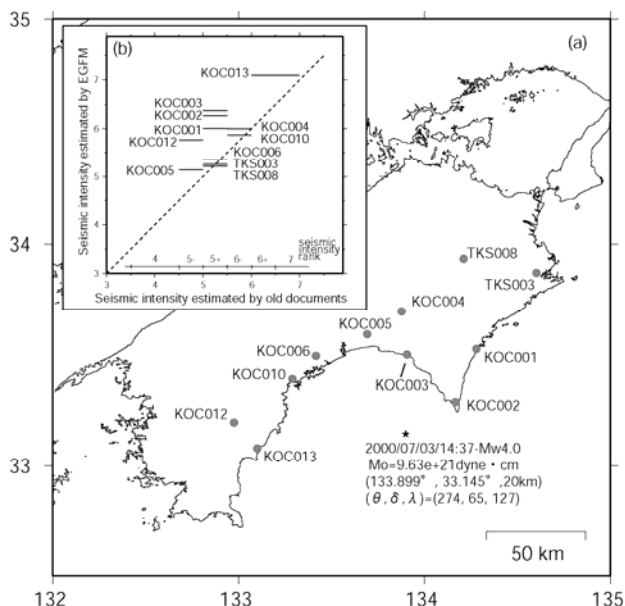 35
34
33
132
133
134
135
(a)
(b)
Seismic intensity estimated by EGFM
7
6
5
4
3
3
4
5
6
7
KOC013
KOC003
KOC002
KOC001
KOC004
KOC012
KOC010
KOC006
KOC005
TKS003
TKS008
seismic
intensity
rank
4
5-
5+
6-
6+
7
Seismic intensity estimated by old documents
TKS008
TKS003
KOC004
KOC005
KOC001
KOC006
KOC003
KOC010
KOC002
KOC012
KOC013
2000/07/03/14:37-Mw4.0
Mo=9.63e+21dyne・cm
(133.899°, 33.145°,20km)
(θ,δ,λ)=(274, 65, 127)
50 km